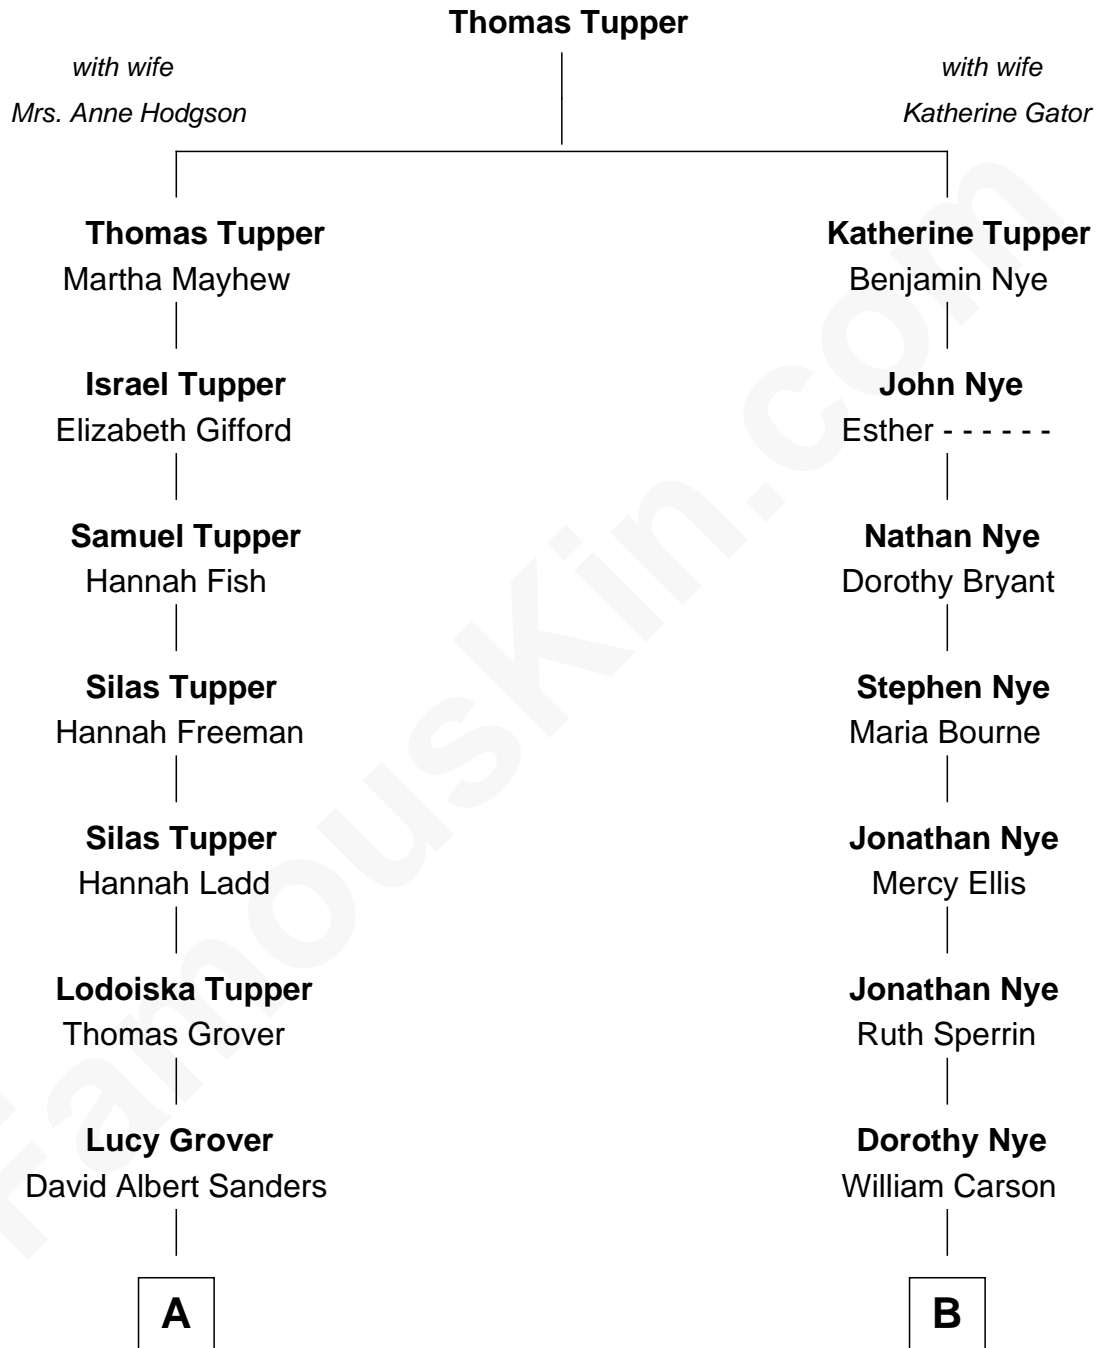 Thomas Tupper
with wife
Mrs. Anne Hodgson
with wife
Katherine Gator
Thomas Tupper
Martha Mayhew
Katherine Tupper
Benjamin Nye
Israel Tupper
Elizabeth Gifford
John Nye
Esther - - - - - -
Samuel Tupper
Hannah Fish
Nathan Nye
Dorothy Bryant
Silas Tupper
Hannah Freeman
Stephen Nye
Maria Bourne
Silas Tupper
Hannah Ladd
Jonathan Nye
Mercy Ellis
Lodoiska Tupper
Thomas Grover
Jonathan Nye
Ruth Sperrin
Lucy Grover
David Albert Sanders
Dorothy Nye
William Carson
A
B
FamousKin.com